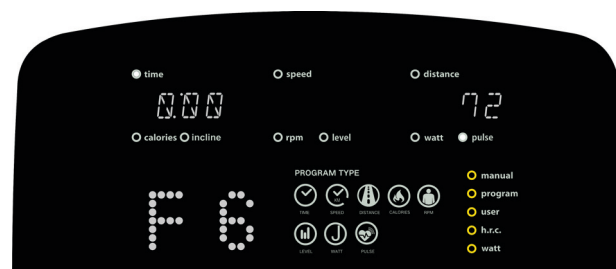 time speed distance
0:00 72
calories incline rpm level watt pulse
PROGRAM TYPE
manual
KM
program
TIME SPEED DISTANCE CALORIES RPM
user
F 6
h.r.c.
LEVEL WATT PULSE
watt